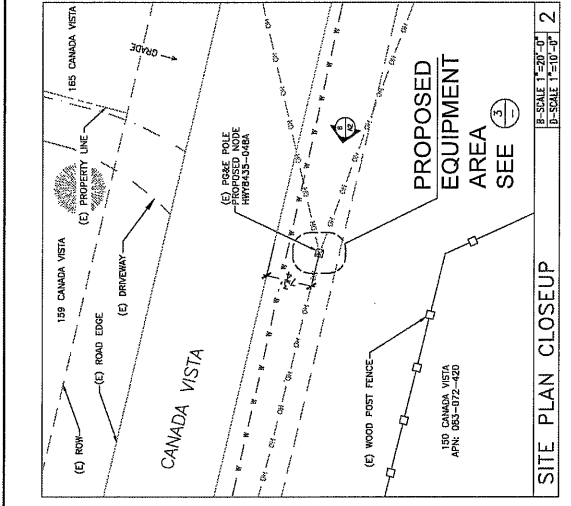 165 CANADA VISTA
GRADE
(E) PROPERTY LINE
159 CANADA VISTA
(E) DRIVEWAY
(E) ROAD EDGE
(E) ROW
CANADA VISTA
(E) PG&E POLE
PROPOSED NODE
HWY8435-048A
PROPOSED
EQUIPMENT
AREA
SEE 3
(E) WOOD POST FENCE
150 CANADA VISTA
APN: 063-072-420
SITE PLAN CLOSEUP
B-SCALE 1"=20'-0"
D-SCALE 1"=10'-0"
2